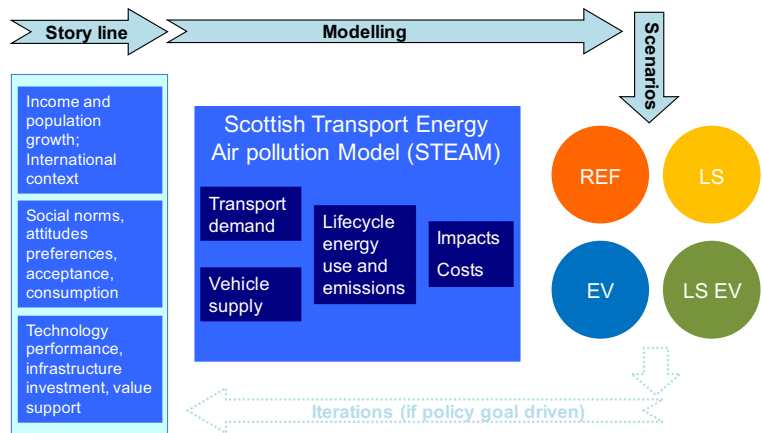 Story line
Modelling
Scenarios
Income and
population
growth;
International
context
Social norms,
attitudes
preferences,
acceptance,
consumption
Technology
performance,
infrastructure
investment, value
support
Scottish Transport Energy
Air pollution Model (STEAM)
Transport
demand
Vehicle
supply
Lifecycle
energy
use and
emissions
Impacts
Costs
REF
LS
EV
LS EV
Iterations (if policy goal driven)